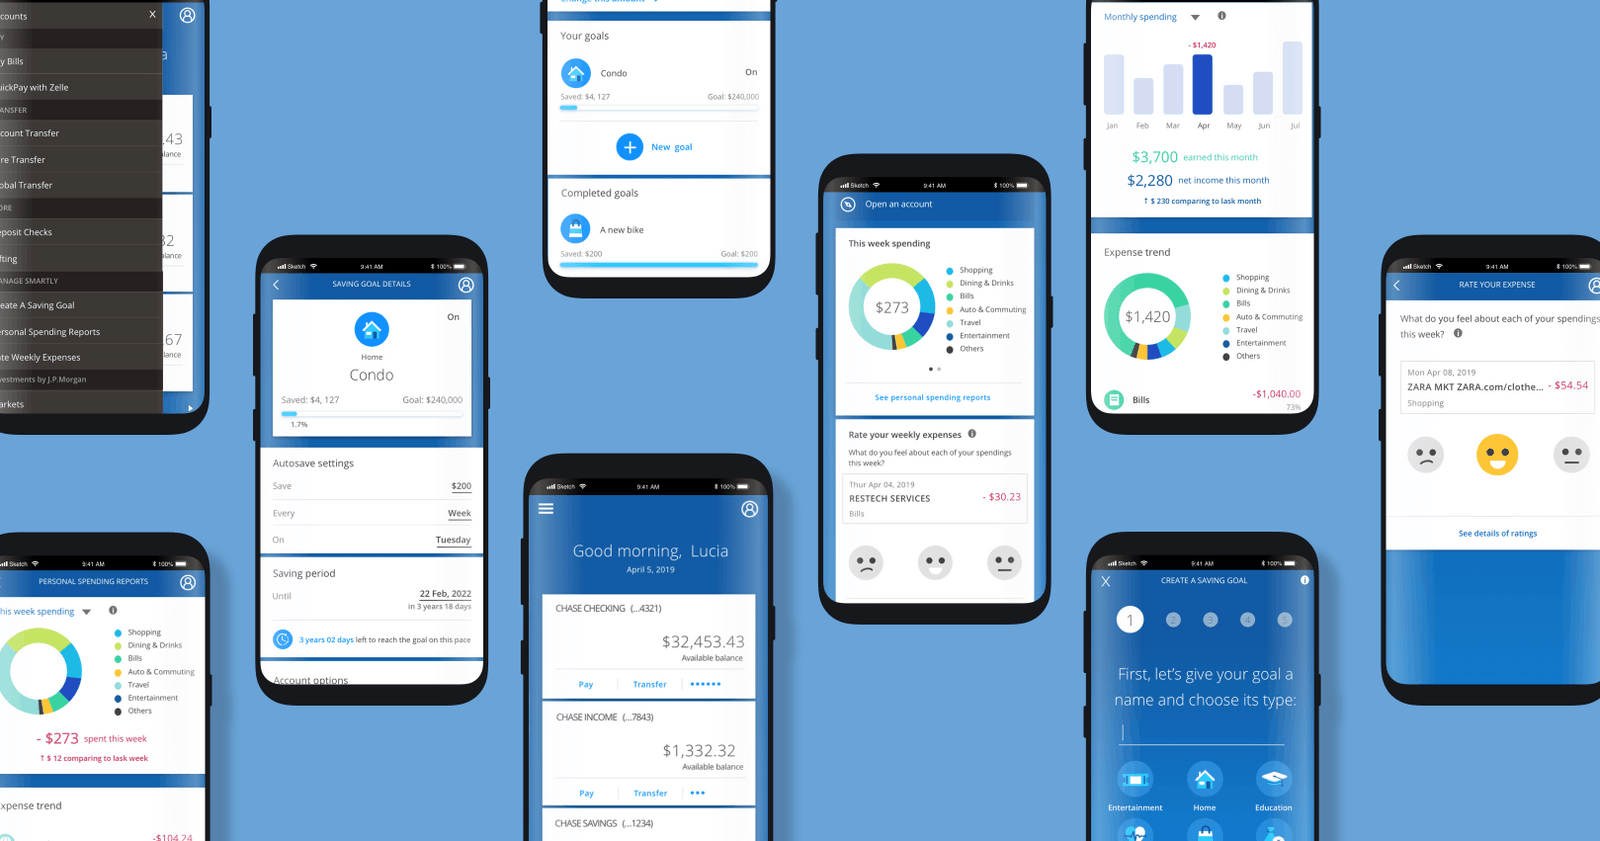 counts X
Y
y Bills
uickPay with Zelle
ANSFER
count Transfer
re Transfer
obal Transfer
ORE
eposit Checks
fting
ANAGE SMARTLY
eate A Saving Goal
ersonal Spending Reports
te Weekly Expenses
vestments by J.P.Morgan
arkets
a
.43
lance
32
lance
.67
lance
9:41 AM 100%
PERSONAL SPENDING REPORTS
his week spending
Shopping
Dining & Drinks
Bills
Auto & Commuting
Travel
Entertainment
Others
- $273 spent this week
↑ $ 12 comparing to lask week
xpense trend
-$104.24
Sketch 9:41 AM 100%
SAVING GOAL DETAILS
On
Home
Condo
Saved: $4, 127 Goal: $240,000
1.7%
Autosave settings
Save $200
Every Week
On Tuesday
Saving period
Until 22 Feb, 2022
in 3 years 18 days
3 years 02 days left to reach the goal on this pace
Account options
Change this amount
Your goals
Condo On
Saved: $4, 127 Goal: $240,000
New goal
Completed goals
A new bike
Saved: $200 Goal: $200
Sketch 9:41 AM 100%
Good morning, Lucia
April 5, 2019
CHASE CHECKING (...4321)
$32,453.43
Available balance
Pay Transfer
CHASE INCOME (...7843)
$1,332.32
Available balance
Pay Transfer
CHASE SAVINGS (...1234)
Sketch 9:41 AM 100%
Open an account
This week spending
$273
Shopping
Dining & Drinks
Bills
Auto & Commuting
Travel
Entertainment
Others
See personal spending reports
Rate your weekly expenses
What do you feel about each of your spendings
this week?
Thur Apr 04, 2019
RESTECH SERVICES - $30.23
Bills
Monthly spending
- $1,420
Jan Feb Mar Apr May Jun Jul
$3,700 earned this month
$2,280 net income this month
↑ $ 230 comparing to lask month
Expense trend
$1,420
Shopping
Dining & Drinks
Bills
Auto & Commuting
Travel
Entertainment
Others
Bills -$1,040.00
73%
Sketch 9:41 AM 100%
X CREATE A SAVING GOAL
1 2 3 4 5
First, let's give your goal a
name and choose its type:
Entertainment Home Education
Sketch 9:41 AM 100%
RATE YOUR EXPENSE
What do you feel about each of your spendings
this week?
Mon Apr 08, 2019
ZARA MKT ZARA.com/clothe... - $54.54
Shopping
See details of ratings